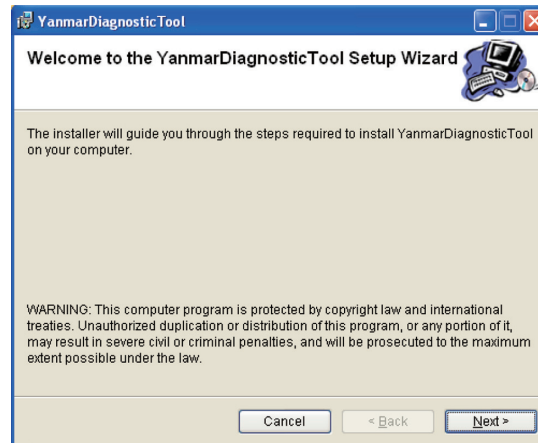 YanmarDiagnosticTool
Welcome to the YanmarDiagnosticTool Setup Wizard
The installer will guide you through the steps required to install YanmarDiagnosticTool
on your computer.
WARNING: This computer program is protected by copyright law and international
treaties. Unauthorized duplication or distribution of this program, or any portion of it,
may result in severe civil or criminal penalties, and will be prosecuted to the maximum
extent possible under the law.
Cancel
< Back
Next >